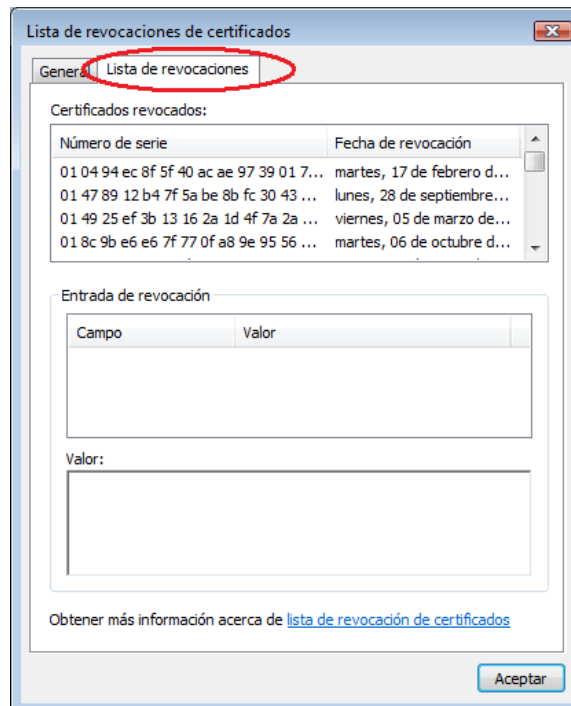 Lista de revocaciones de certificados
General Lista de revocaciones
Certificados revocados:
Número de serie Fecha de revocación
01 04 94 ec 8f 5f 40 ac ae 97 39 01 7... martes, 17 de febrero d...
01 47 89 12 b4 7f 5a be 8b fc 30 43 ... lunes, 28 de septiembre...
01 49 25 ef 3b 13 16 2a 1d 4f 7a 2a ... viernes, 05 de marzo de...
01 8c 9b e6 e6 7f 77 0f a8 9e 95 56 ... martes, 06 de octubre d...
Entrada de revocación
Campo Valor
Valor:
Obtener más información acerca de lista de revocación de certificados
Aceptar